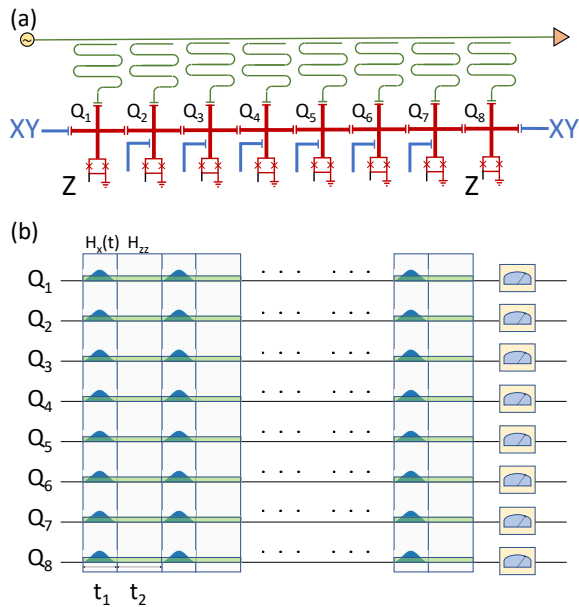 (a)
Q₁ Q₂ Q₃ Q₄ Q₅ Q₆ Q₇ Q₈
XY XY
Z Z
(b)
Hₓ(t) H_zz
Q₁
Q₂
Q₃
Q₄
Q₅
Q₆
Q₇
Q₈
t₁ t₂